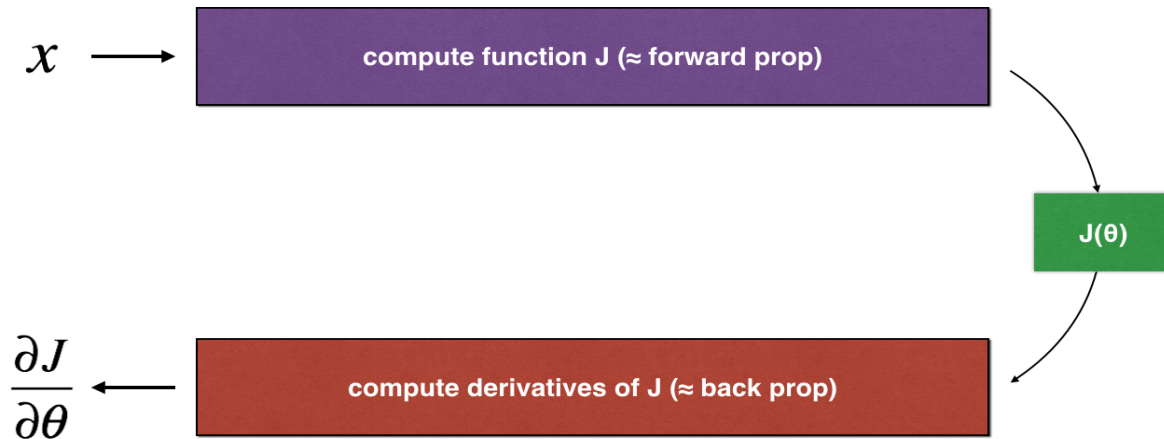 x
compute function J (≈ forward prop)
J(θ)
∂J
∂θ
compute derivatives of J (≈ back prop)